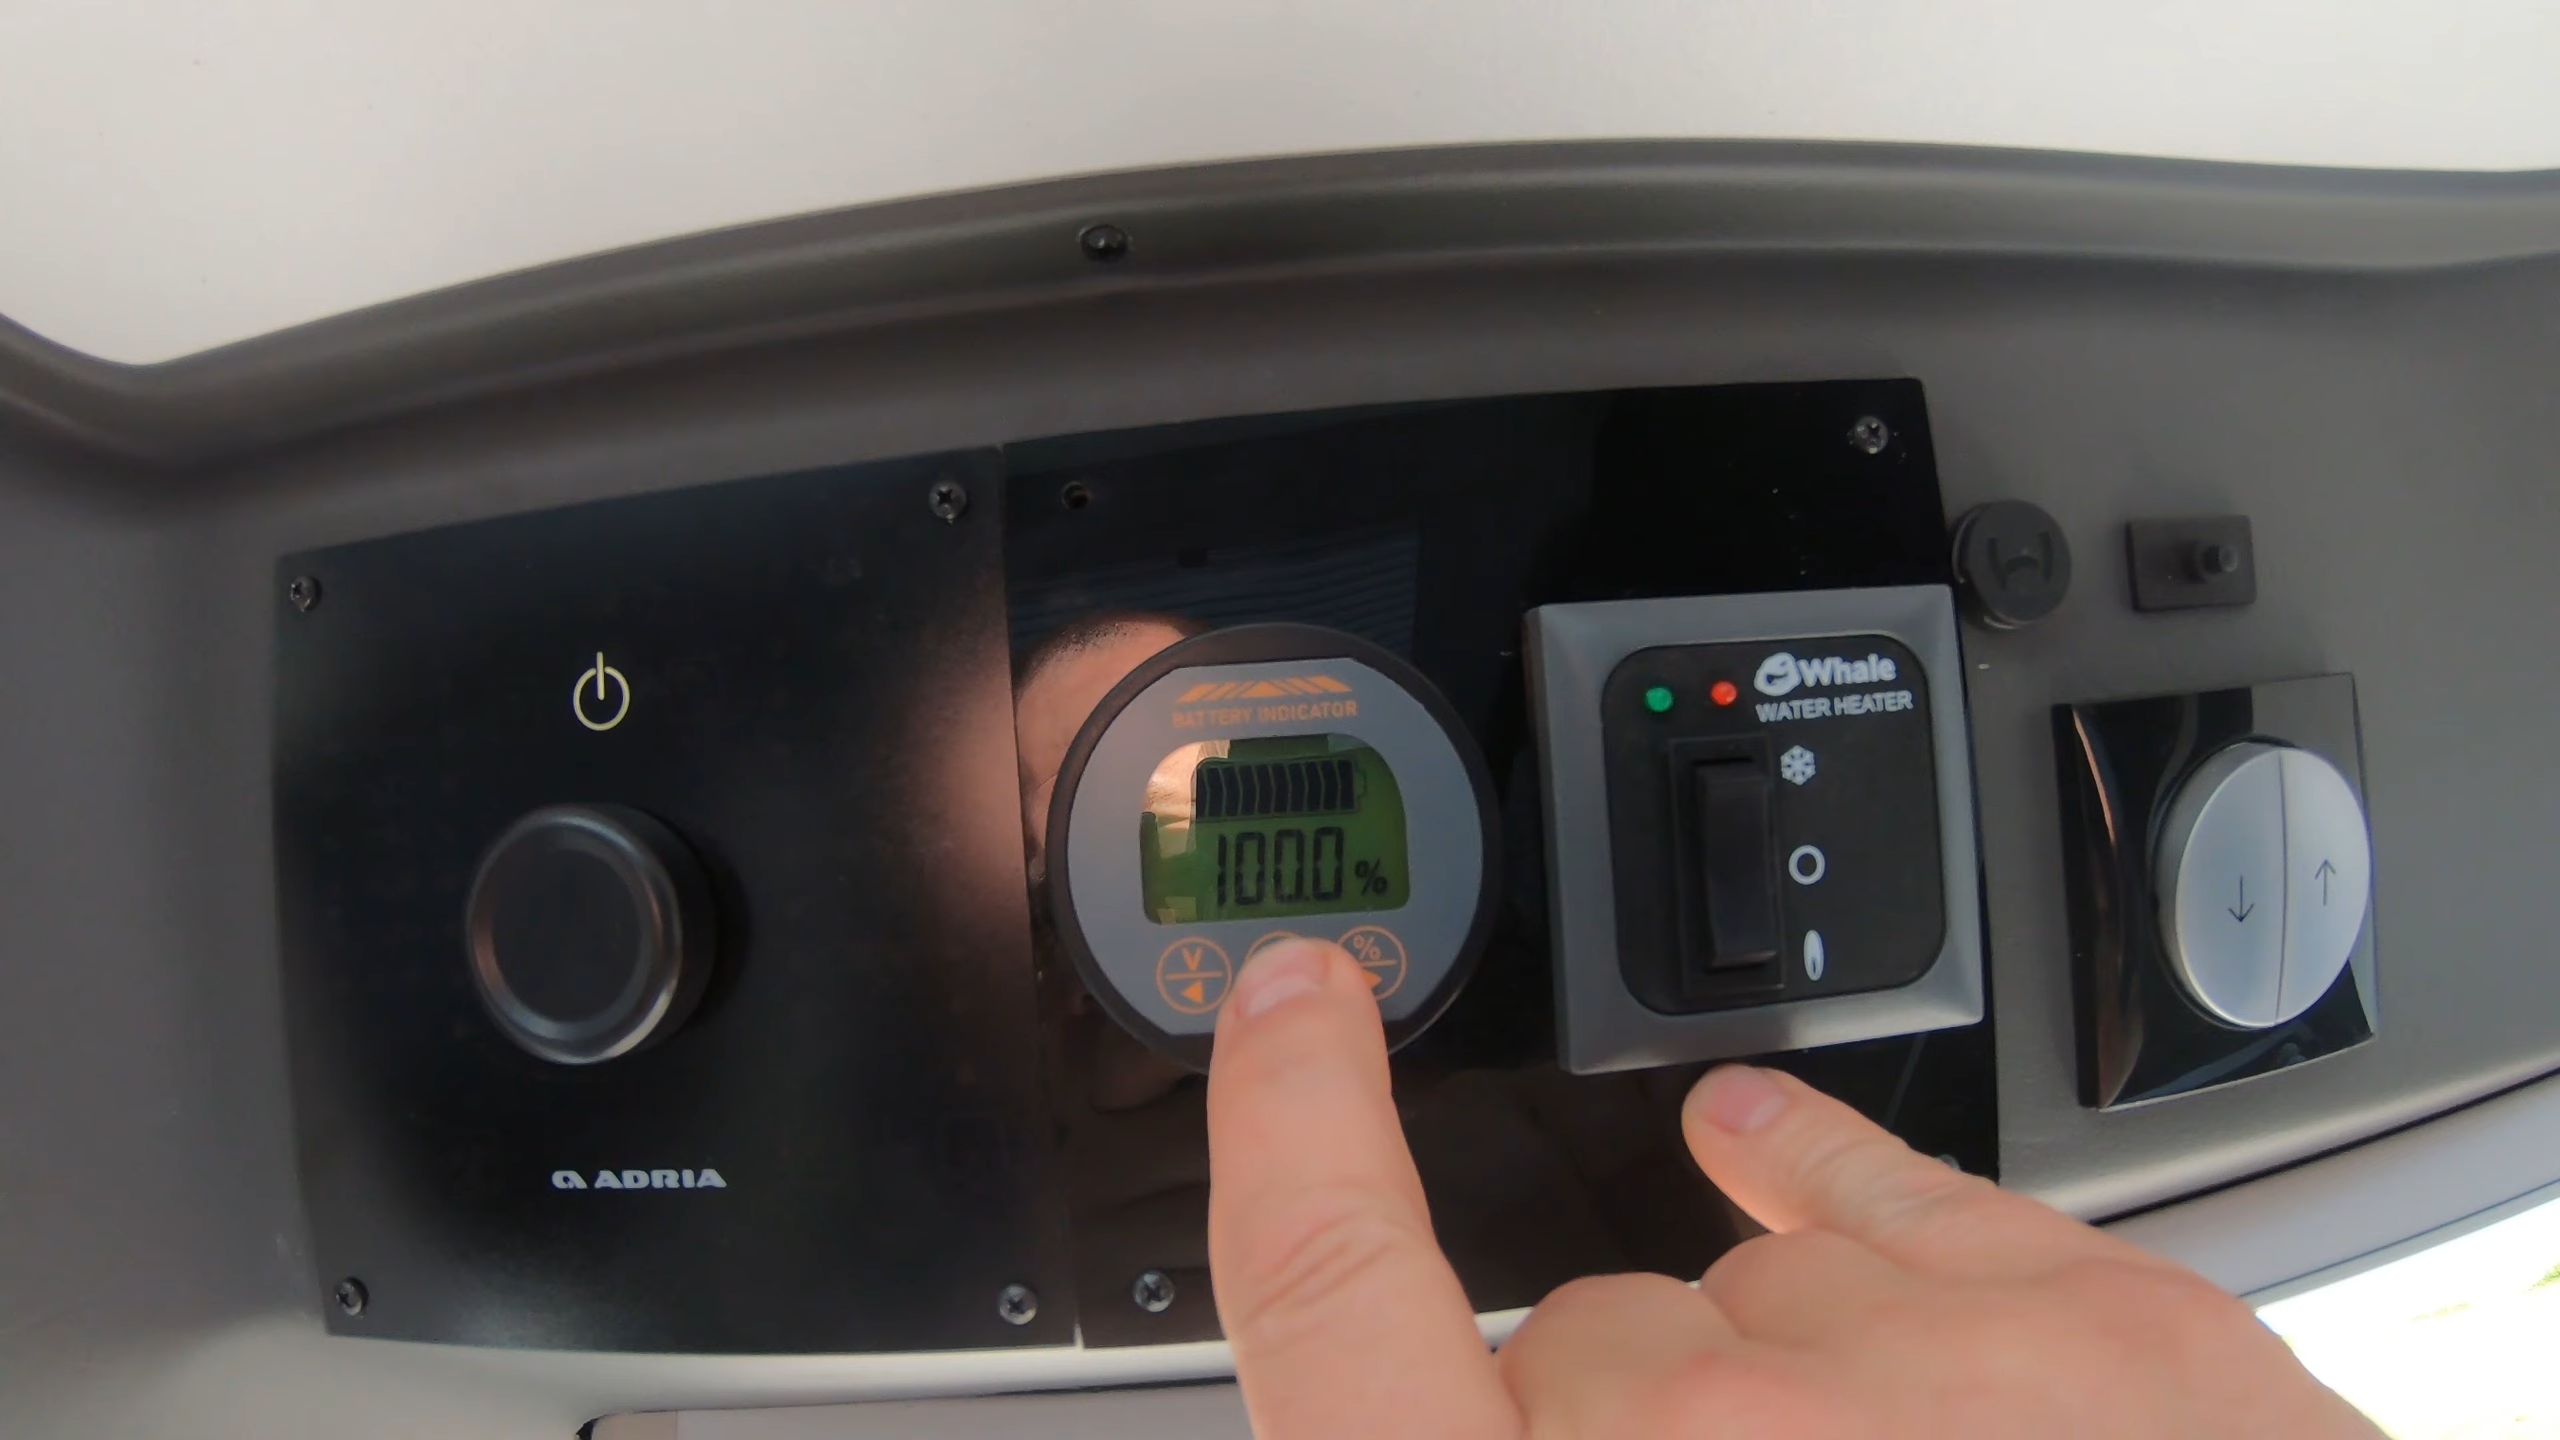 ADRIA
BATTERY INDICATOR
100.0 %
V
%
Whale
WATER HEATER